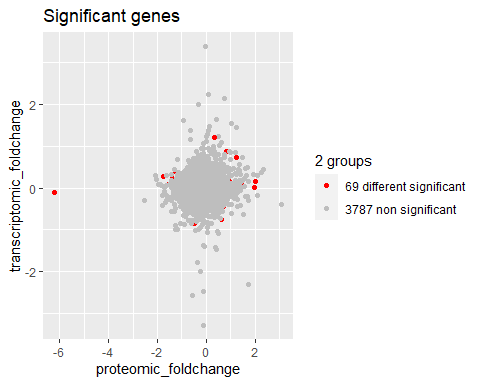 Significant genes
transcriptomic_foldchange
2
0
-2
-6
-4
-2
0
2
proteomic_foldchange
2 groups
69 different significant
3787 non significant